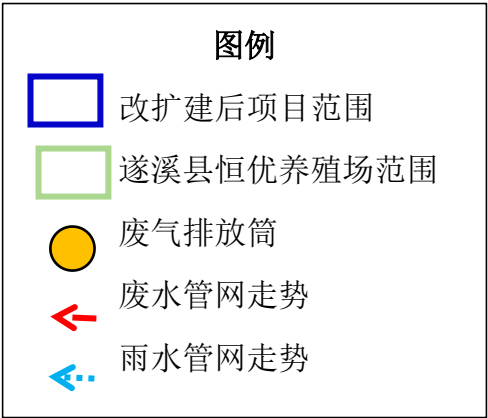 图例
改扩建后项目范围
遂溪县恒优养殖场范围
废气排放筒
废水管网走势
雨水管网走势